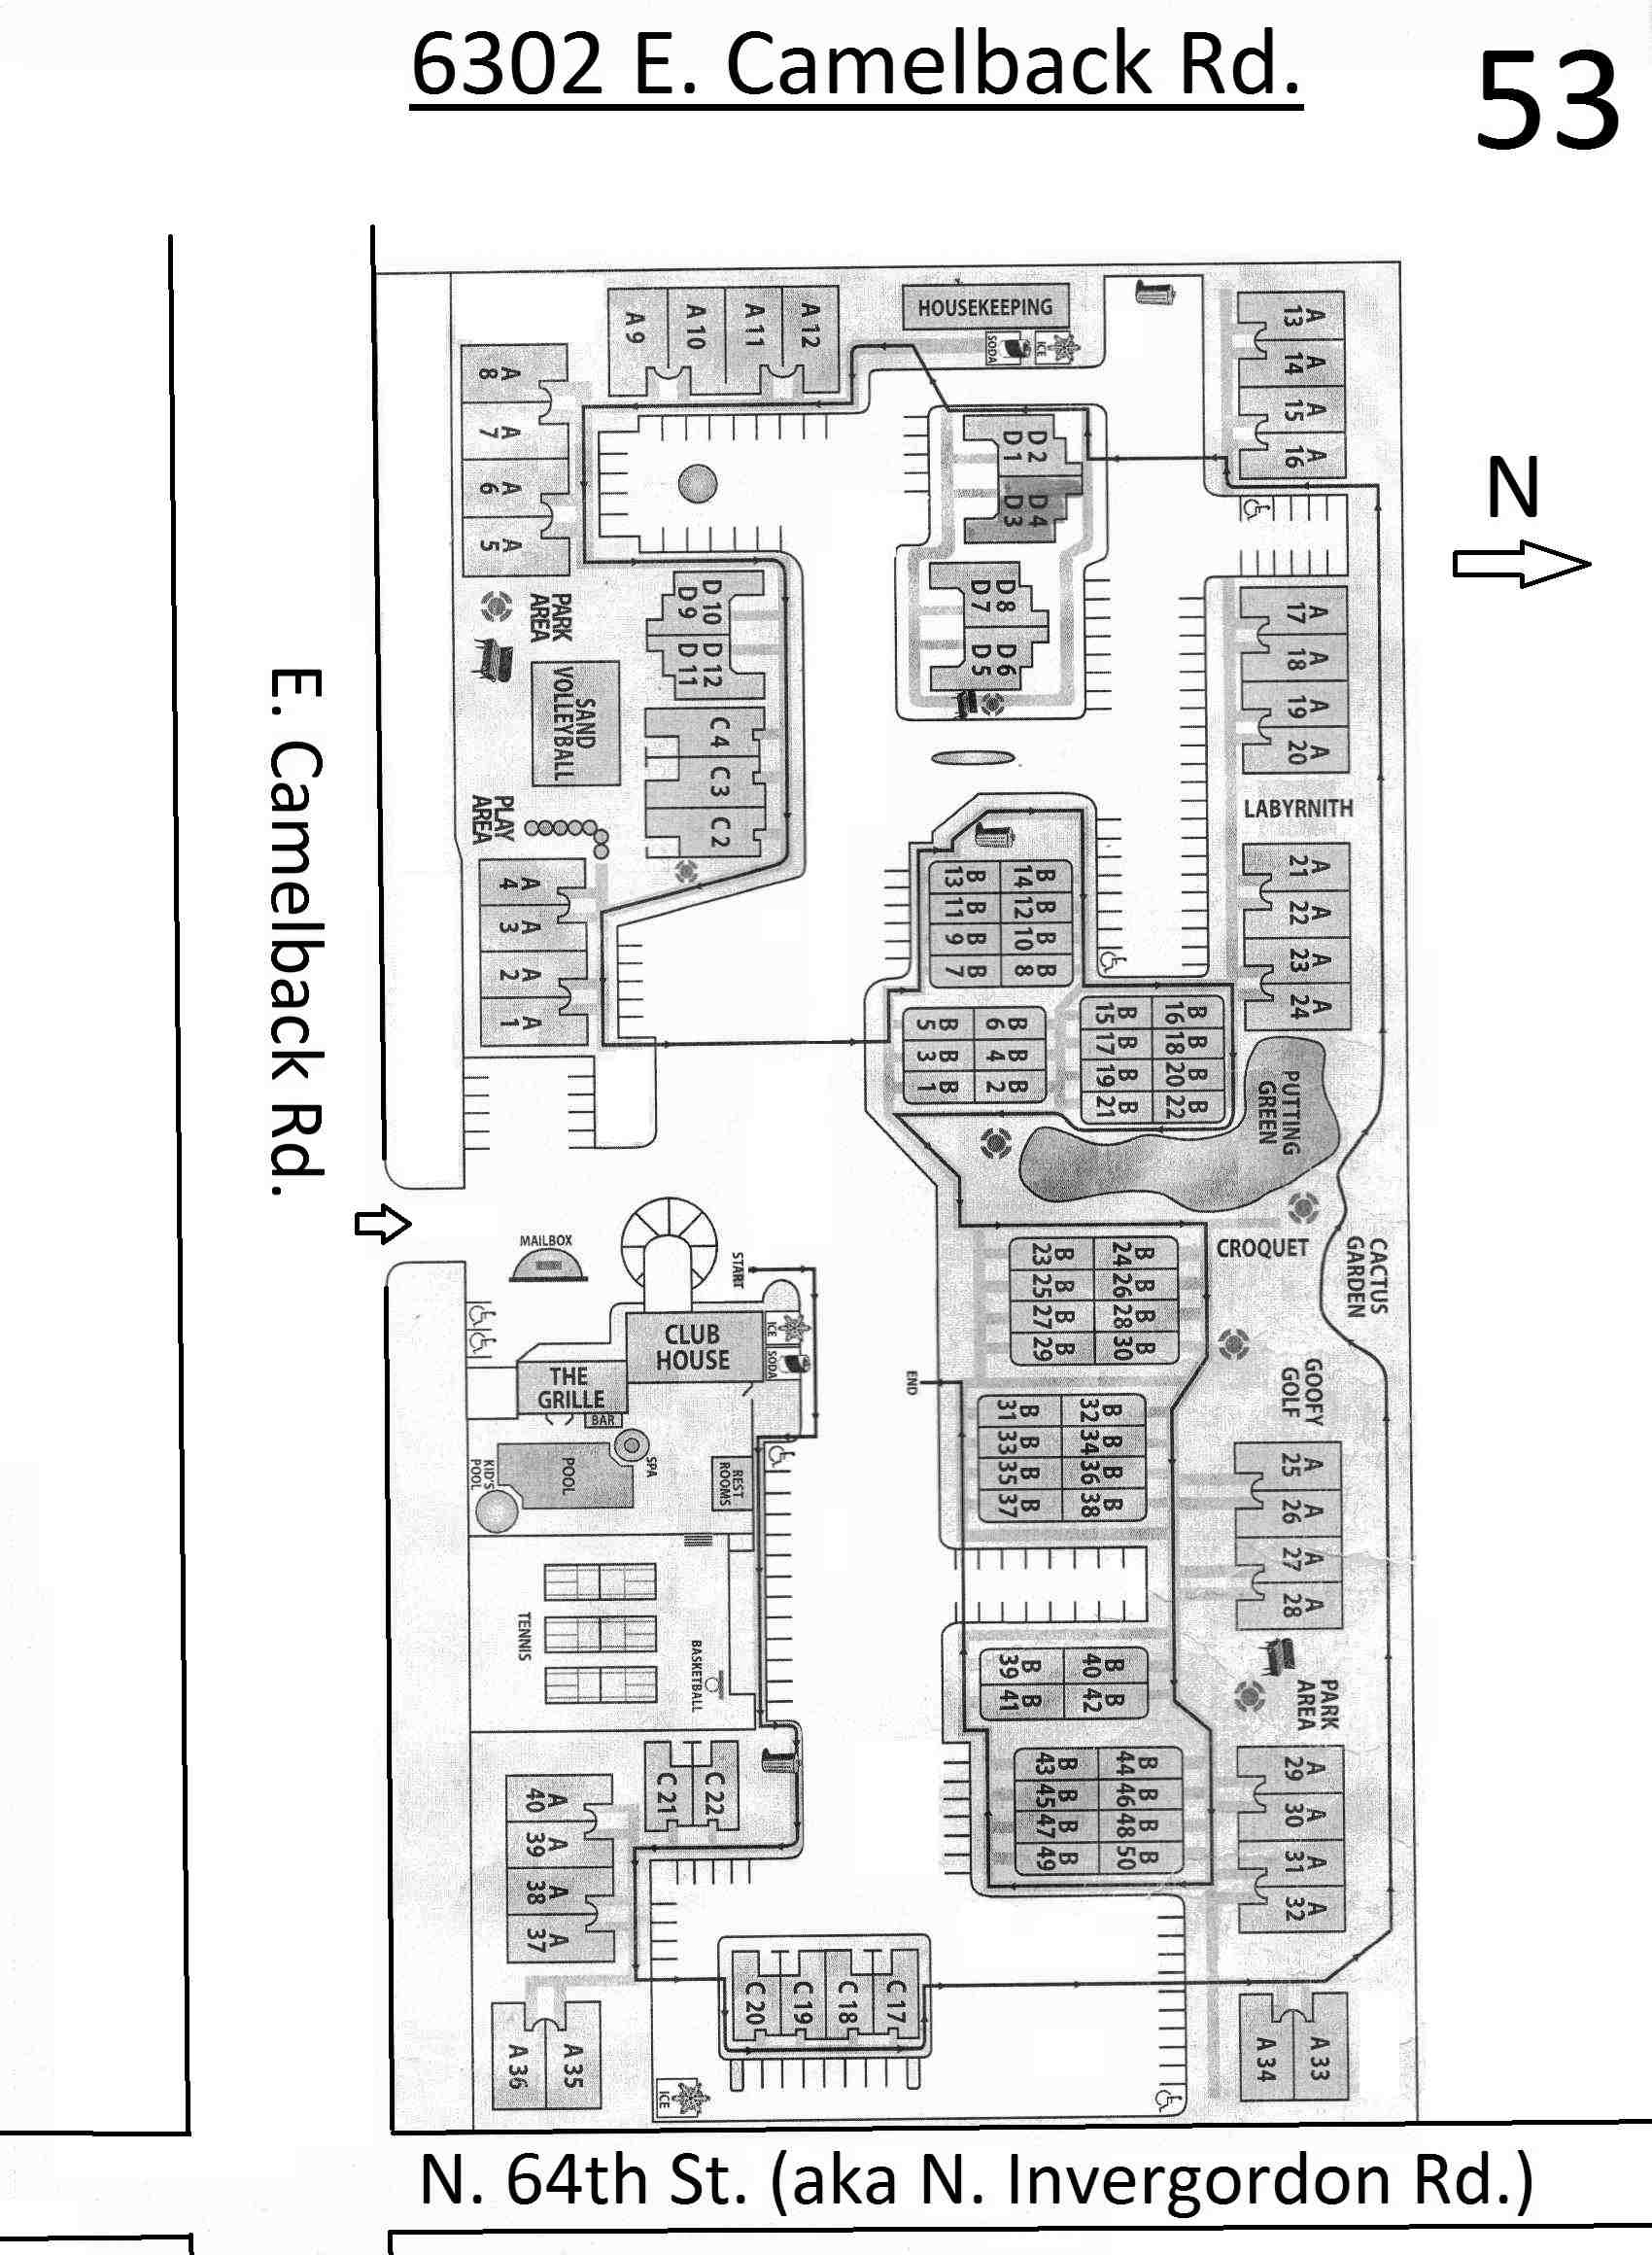 6302 E. Camelback Rd.
53
N
E. Camelback Rd.
N. 64th St. (aka N. Invergordon Rd.)
HOUSEKEEPING
SODA
ICE
A 9
A 10
A 11
A 12
A 8
A 7
A 6
A 5
A 13
A 14
A 15
A 16
D 2
D 1
D 4
D 3
D 8
D 7
D 6
D 5
D 10
D 9
D 12
D 11
PARK
AREA
SAND
VOLLEYBALL
C 4
C 3
C 2
PLAY
AREA
A 4
A 3
A 2
A 1
A 17
A 18
A 19
A 20
LABYRNITH
A 21
A 22
A 23
A 24
B 14
B 12
B 10
B 8
B 13
B 11
B 9
B 7
B 6
B 4
B 2
B 5
B 3
B 1
B 16
B 18
B 20
B 22
B 15
B 17
B 19
B 21
PUTTING
GREEN
CROQUET
CACTUS
GARDEN
B 24
B 26
B 28
B 30
B 23
B 25
B 27
B 29
GOOFY
GOLF
MAILBOX
START
CLUB
HOUSE
ICE
SODA
THE
GRILLE
BAR
SPA
POOL
KID'S
POOL
REST
ROOMS
END
B 32
B 34
B 36
B 38
B 31
B 33
B 35
B 37
A 25
A 26
A 27
A 28
TENNIS
BASKETBALL
B 40
B 42
B 39
B 41
PARK
AREA
B 44
B 46
B 48
B 50
B 43
B 45
B 47
B 49
A 29
A 30
A 31
A 32
C 22
C 21
A 40
A 39
A 38
A 37
C 20
C 19
C 18
C 17
A 36
A 35
ICE
A 34
A 33